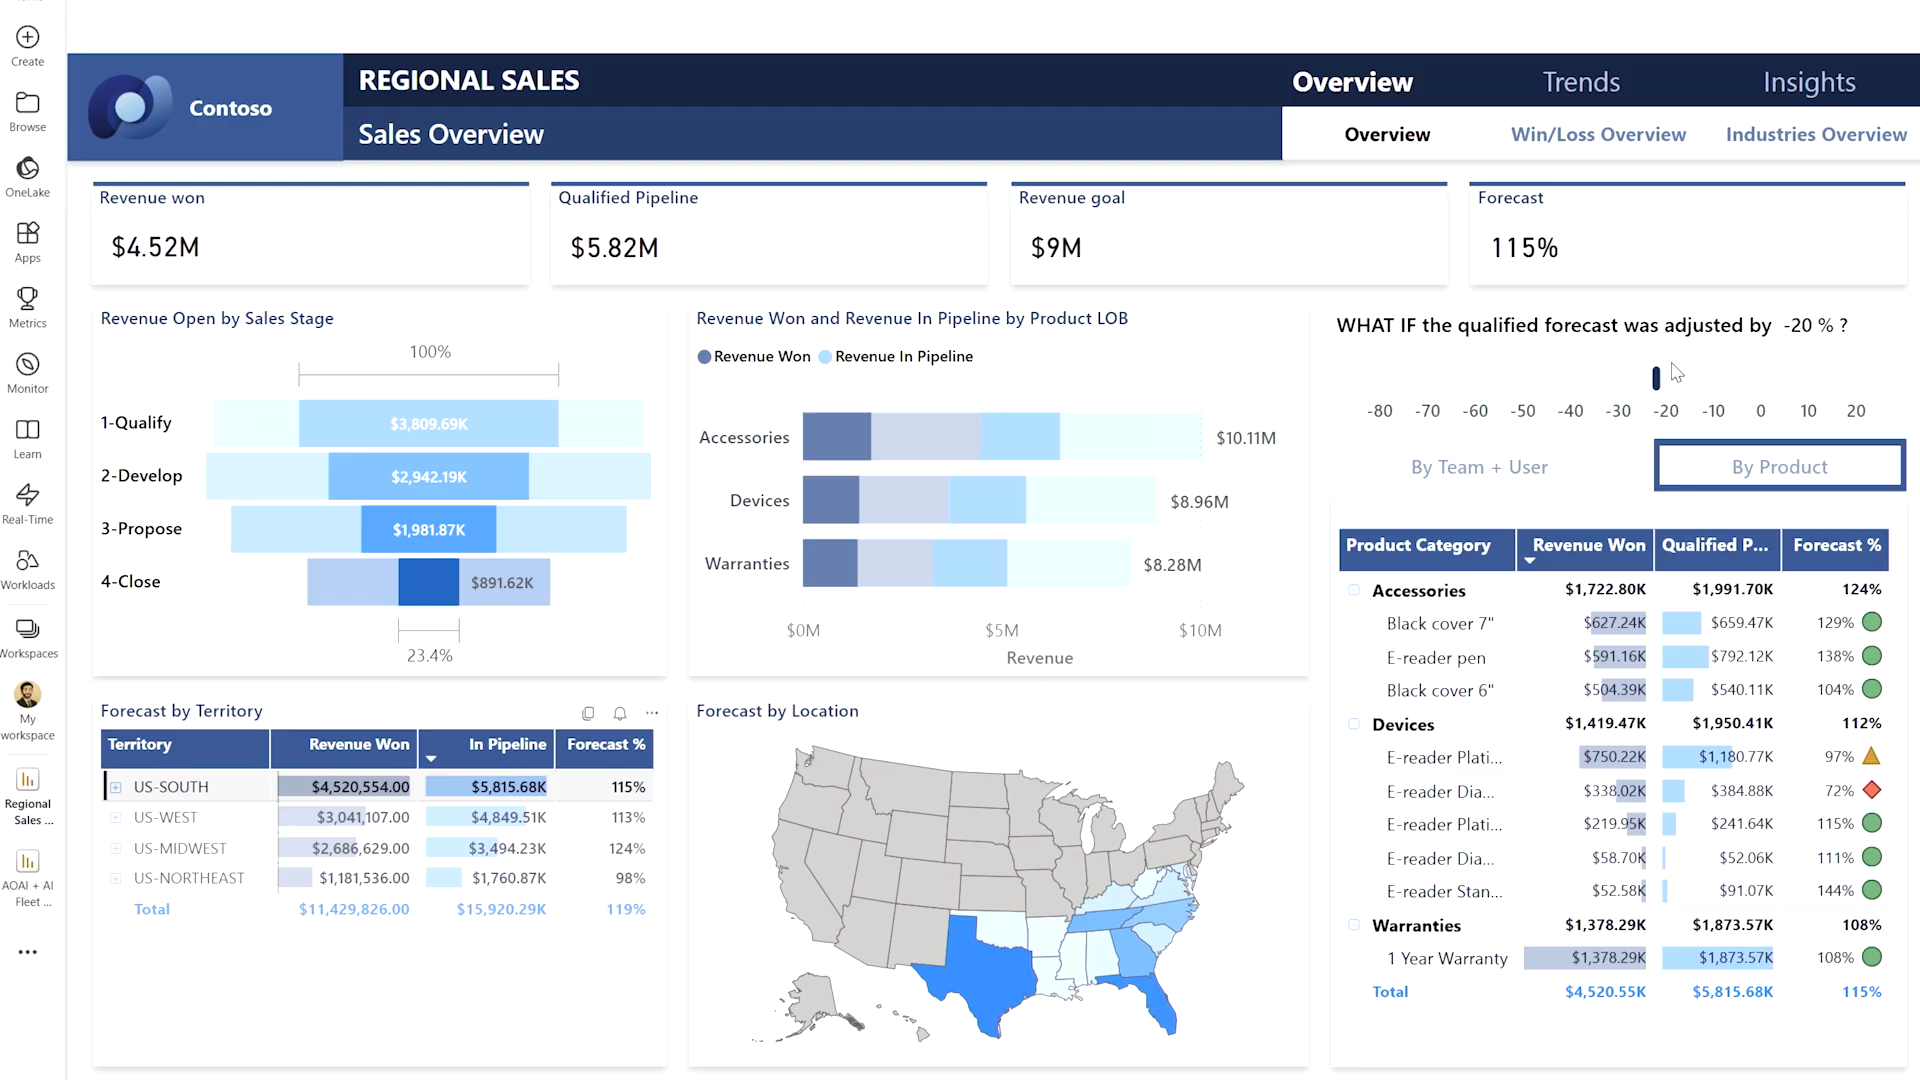 Create
Browse
OneLake
Apps
Metrics
Monitor
Learn
Real-Time
Workloads
Workspaces
My
workspace
Regional
Sales ...
AOAI + AI
Fleet ...
Contoso
REGIONAL SALES
Sales Overview
Overview
Trends
Insights
Overview
Win/Loss Overview
Industries Overview
Revenue won
$4.52M
Qualified Pipeline
$5.82M
Revenue goal
$9M
Forecast
115%
Revenue Open by Sales Stage
100%
1-Qualify
$3,809.69K
2-Develop
$2,942.19K
3-Propose
$1,981.87K
4-Close
$891.62K
23.4%
Revenue Won and Revenue In Pipeline by Product LOB
Revenue Won
Revenue In Pipeline
Accessories
$10.11M
Devices
$8.96M
Warranties
$8.28M
$0M
$5M
$10M
Revenue
WHAT IF the qualified forecast was adjusted by -20 % ?
-80 -70 -60 -50 -40 -30 -20 -10 0 10 20
By Team + User
By Product
Product Category Revenue Won Qualified P... Forecast %
Accessories $1,722.80K $1,991.70K 124%
Black cover 7" $627.24K $659.47K 129%
E-reader pen $591.16K $792.12K 138%
Black cover 6" $504.39K $540.11K 104%
Devices $1,419.47K $1,950.41K 112%
E-reader Plati... $750.22K $1,180.77K 97%
E-reader Dia... $338.02K $384.88K 72%
E-reader Plati... $219.95K $241.64K 115%
E-reader Dia... $58.70K $52.06K 111%
E-reader Stan... $52.58K $91.07K 144%
Warranties $1,378.29K $1,873.57K 108%
1 Year Warranty $1,378.29K $1,873.57K 108%
Total $4,520.55K $5,815.68K 115%
Forecast by Territory
Territory Revenue Won In Pipeline Forecast %
US-SOUTH $4,520,554.00 $5,815.68K 115%
US-WEST $3,041,107.00 $4,849.51K 113%
US-MIDWEST $2,686,629.00 $3,494.23K 124%
US-NORTHEAST $1,181,536.00 $1,760.87K 98%
Total $11,429,826.00 $15,920.29K 119%
Forecast by Location